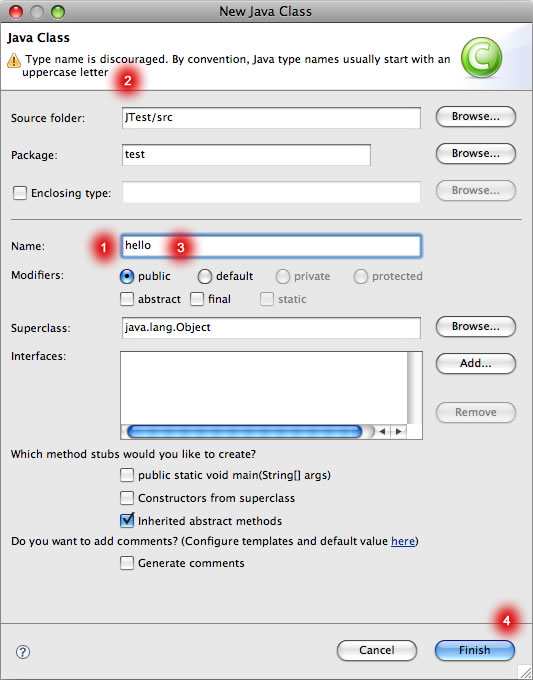 New Java Class
Java Class
Type name is discouraged. By convention, Java type names usually start with an
uppercase letter
2
Source folder: JTest/src Browse...
Package: test Browse...
Enclosing type: Browse...
Name: 1 hello 3
Modifiers: public default private protected
abstract final static
Superclass: java.lang.Object Browse...
Interfaces: Add...
Remove
Which method stubs would you like to create?
public static void main(String[] args)
Constructors from superclass
Inherited abstract methods
Do you want to add comments? (Configure templates and default value here)
Generate comments
4
? Cancel Finish